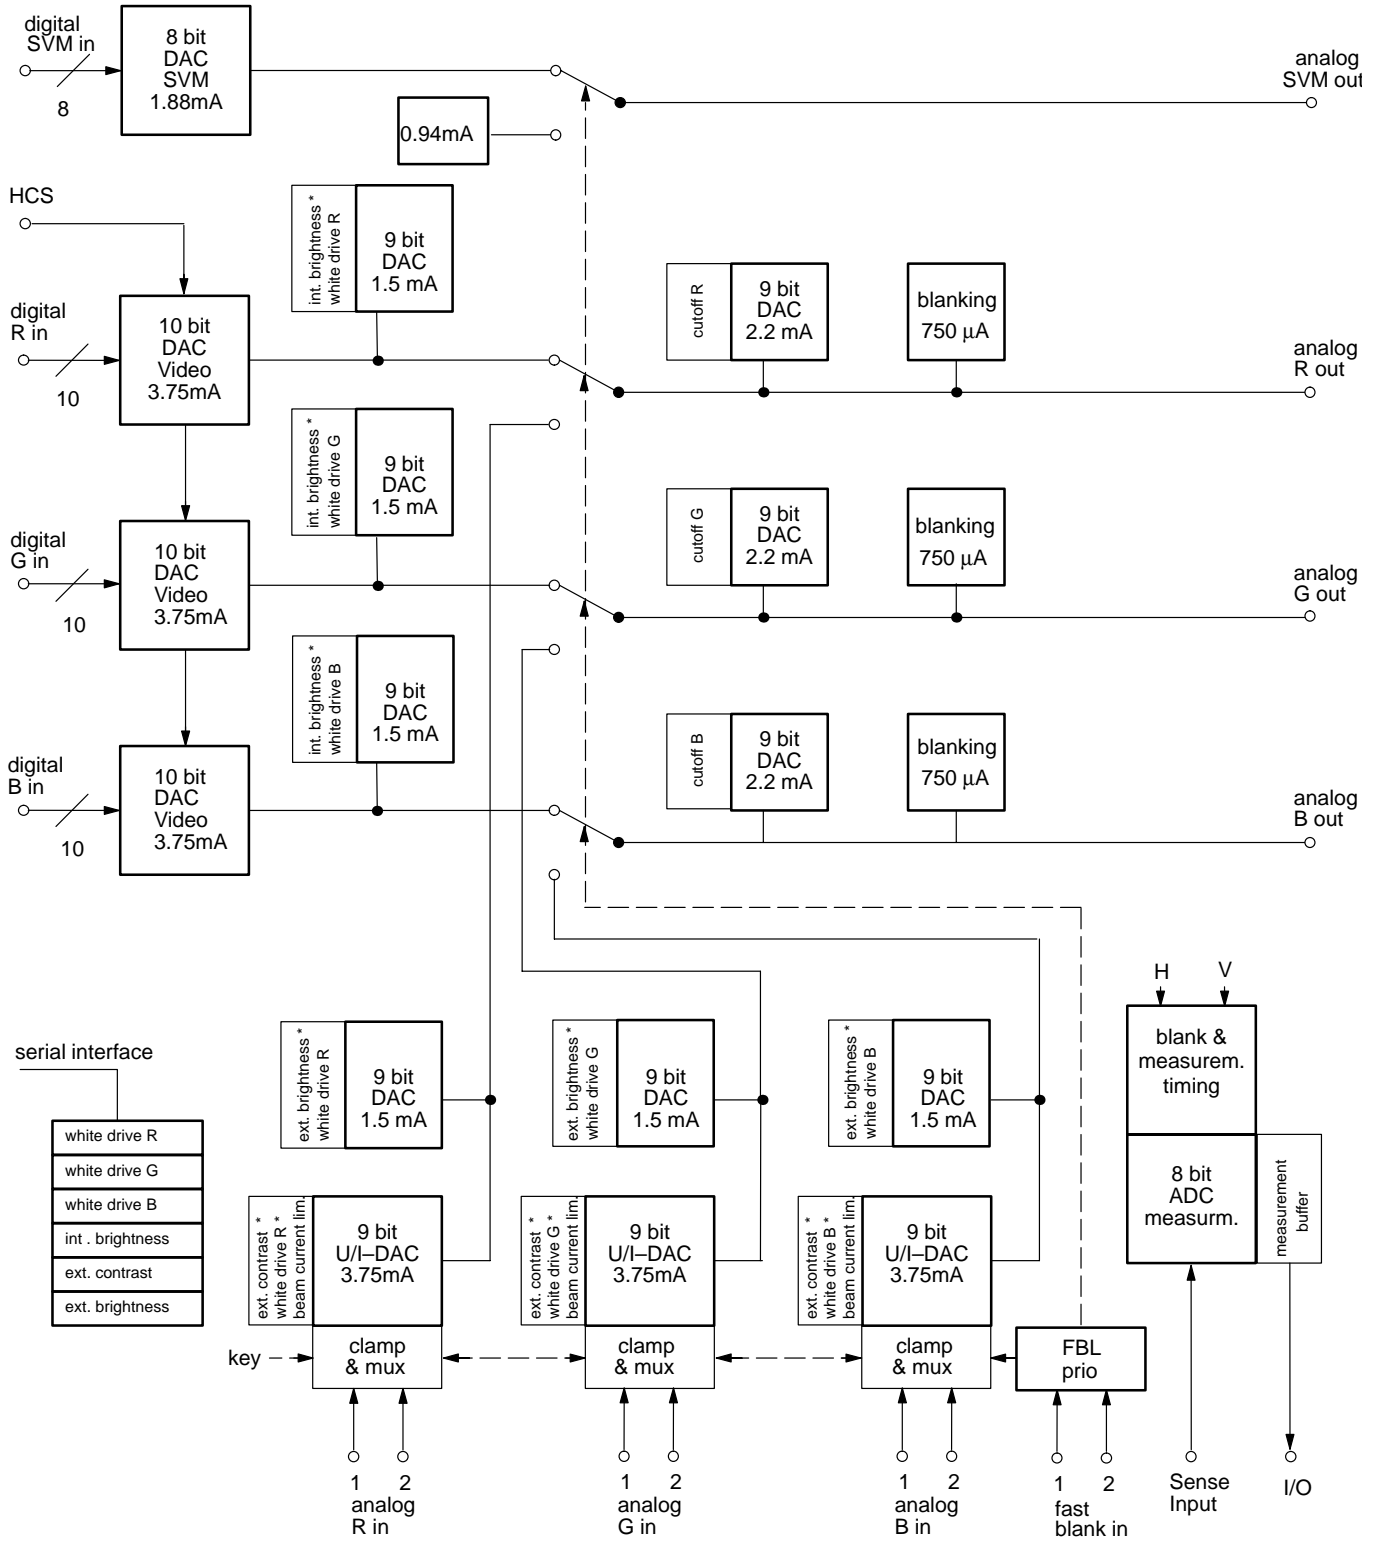 digital
SVM in
8
8 bit
DAC
SVM
1.88mA
analog
SVM out
0.94mA
HCS
int. brightness *
white drive R
9 bit
DAC
1.5 mA
digital
R in
10
10 bit
DAC
Video
3.75mA
cutoff R
9 bit
DAC
2.2 mA
blanking
750 µA
analog
R out
int. brightness *
white drive G
9 bit
DAC
1.5 mA
digital
G in
10
10 bit
DAC
Video
3.75mA
cutoff G
9 bit
DAC
2.2 mA
blanking
750 µA
analog
G out
int. brightness *
white drive B
9 bit
DAC
1.5 mA
digital
B in
10
10 bit
DAC
Video
3.75mA
cutoff B
9 bit
DAC
2.2 mA
blanking
750 µA
analog
B out
serial interface
white drive R
white drive G
white drive B
int . brightness
ext. contrast
ext. brightness
ext. brightness *
white drive R
9 bit
DAC
1.5 mA
ext. brightness *
white drive G
9 bit
DAC
1.5 mA
ext. brightness *
white drive B
9 bit
DAC
1.5 mA
H
V
blank &
measurem.
timing
8 bit
ADC
measurm.
measurement
buffer
ext. contrast *
white drive R *
beam current lim.
9 bit
U/I–DAC
3.75mA
ext. contrast *
white drive G *
beam current lim.
9 bit
U/I–DAC
3.75mA
ext. contrast *
white drive B *
beam current lim.
9 bit
U/I–DAC
3.75mA
key
clamp
& mux
clamp
& mux
clamp
& mux
FBL
prio
1
2
analog
R in
1
2
analog
G in
1
2
analog
B in
1
2
fast
blank in
Sense
Input
I/O